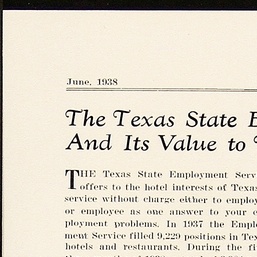 June, 1938
The Texas State E
And Its Value to
THE Texas State Employment Serv
offers to the hotel interests of Texas
service without charge either to employ
or employee as one answer to your e
ployment problems. In 1937 the Empl
ment Service filled 9,229 positions in Tex
hotels and restaurants. During the fi